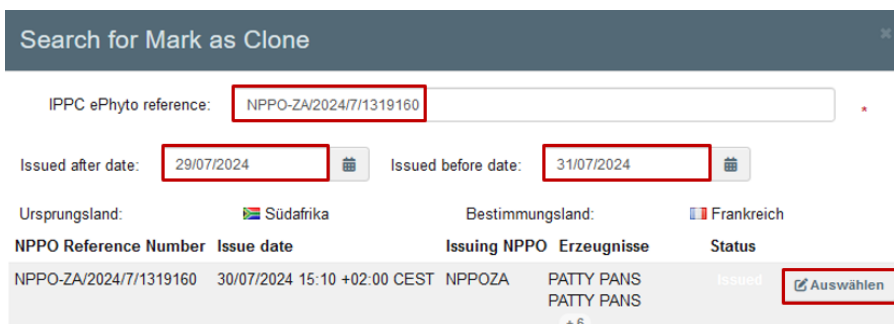 Search for Mark as Clone
IPPC ePhyto reference: NPPO-ZA/2024/7/1319160 *
Issued after date: 29/07/2024 Issued before date: 31/07/2024
Ursprungsland: Südafrika Bestimmungsland: Frankreich
NPPO Reference Number Issue date Issuing NPPO Erzeugnisse Status
NPPO-ZA/2024/7/1319160 30/07/2024 15:10 +02:00 CEST NPPOZA PATTY PANS Issued Auswählen
PATTY PANS
+ 6